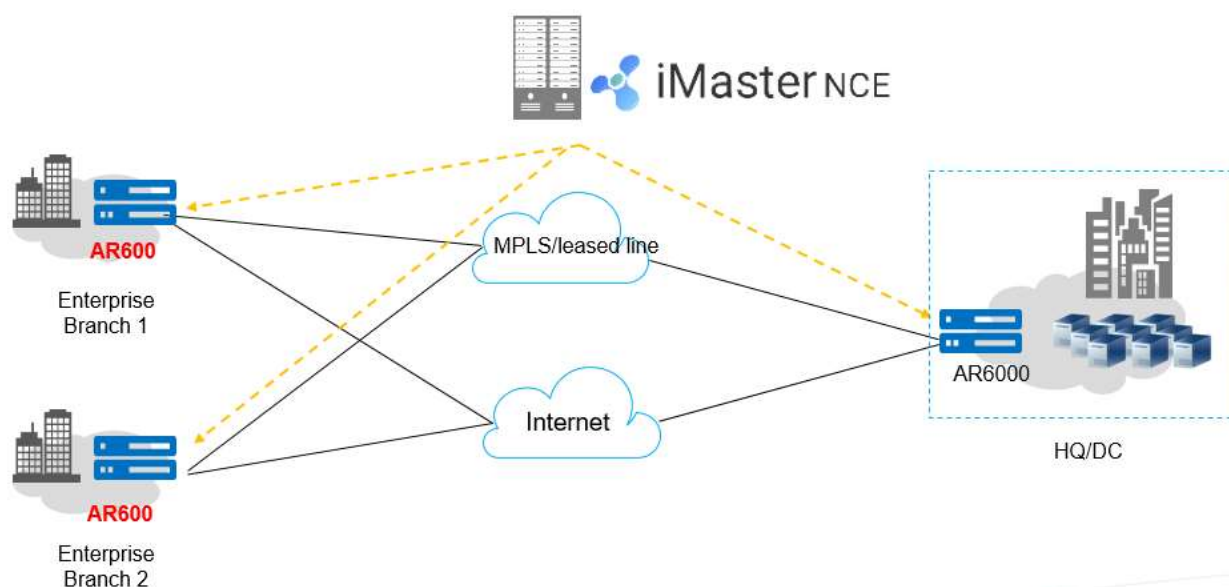 iMaster NCE
MPLS/leased line
AR600
Enterprise
Branch 1
AR6000
Internet
HQ/DC
AR600
Enterprise
Branch 2